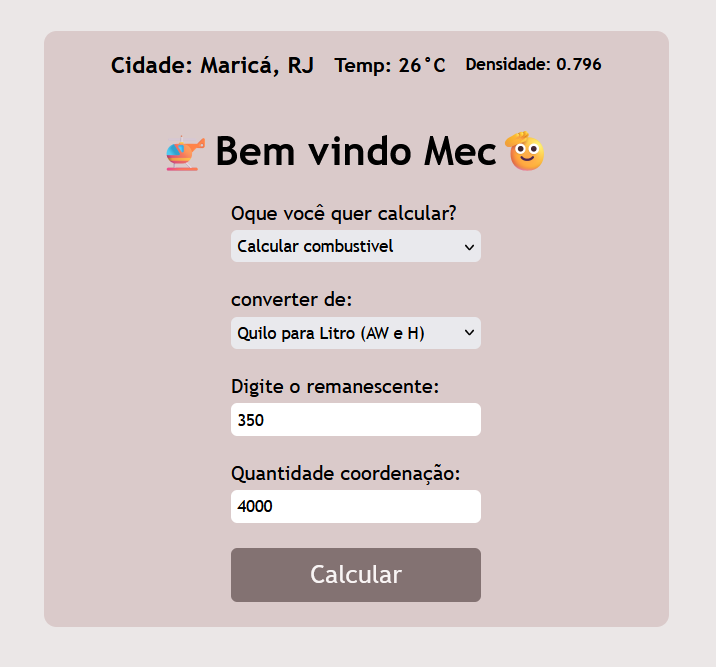 Cidade: Maricá, RJ Temp: 26°C Densidade: 0.796
Bem vindo Mec
Oque você quer calcular?
Calcular combustivel
converter de:
Quilo para Litro (AW e H)
Digite o remanescente:
350
Quantidade coordenação:
4000
Calcular